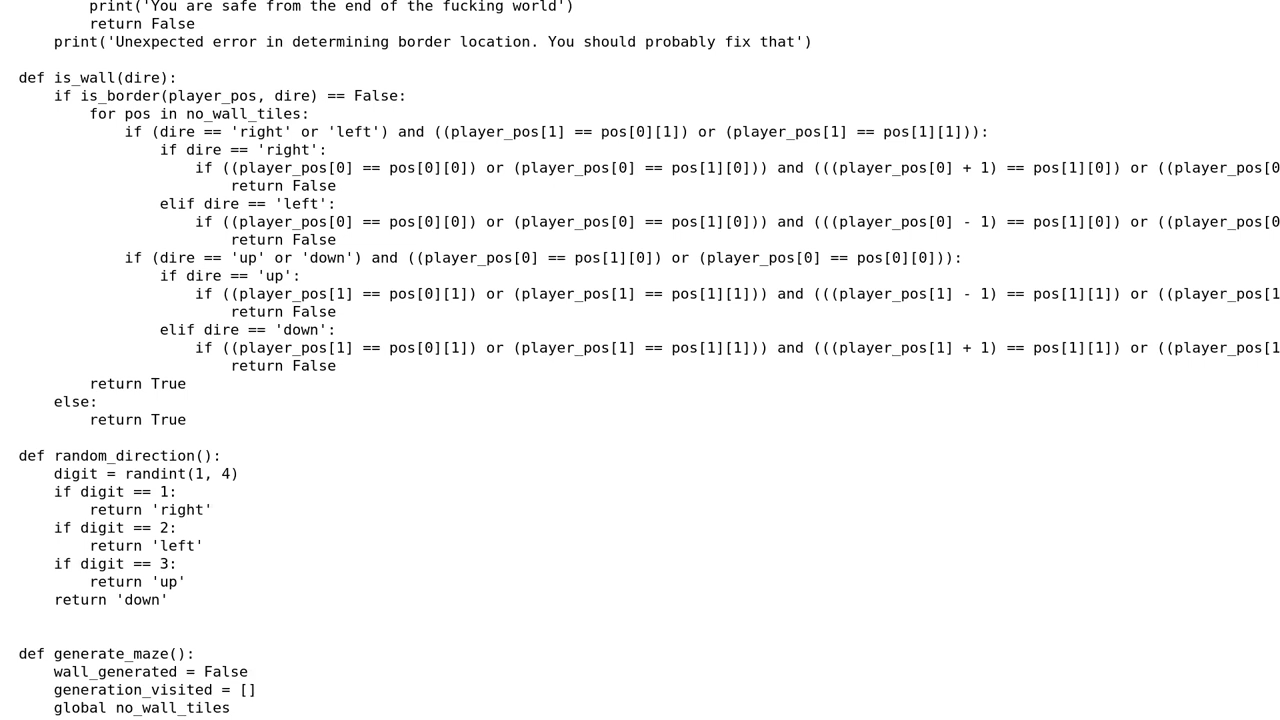 print('You are safe from the end of the fucking world')
        return False
    print('Unexpected error in determining border location. You should probably fix that')

def is_wall(dire):
    if is_border(player_pos, dire) == False:
        for pos in no_wall_tiles:
            if (dire == 'right' or 'left') and ((player_pos[1] == pos[0][1]) or (player_pos[1] == pos[1][1])):
                if dire == 'right':
                    if ((player_pos[0] == pos[0][0]) or (player_pos[0] == pos[1][0])) and (((player_pos[0] + 1) == pos[1][0]) or ((player_pos[0
                        return False
                elif dire == 'left':
                    if ((player_pos[0] == pos[0][0]) or (player_pos[0] == pos[1][0])) and (((player_pos[0] - 1) == pos[1][0]) or ((player_pos[0
                        return False
            if (dire == 'up' or 'down') and ((player_pos[0] == pos[1][0]) or (player_pos[0] == pos[0][0])):
                if dire == 'up':
                    if ((player_pos[1] == pos[0][1]) or (player_pos[1] == pos[1][1])) and (((player_pos[1] - 1) == pos[1][1]) or ((player_pos[1
                        return False
                elif dire == 'down':
                    if ((player_pos[1] == pos[0][1]) or (player_pos[1] == pos[1][1])) and (((player_pos[1] + 1) == pos[1][1]) or ((player_pos[1
                        return False
        return True
    else:
        return True

def random_direction():
    digit = randint(1, 4)
    if digit == 1:
        return 'right'
    if digit == 2:
        return 'left'
    if digit == 3:
        return 'up'
    return 'down'


def generate_maze():
    wall_generated = False
    generation_visited = []
    global no_wall_tiles